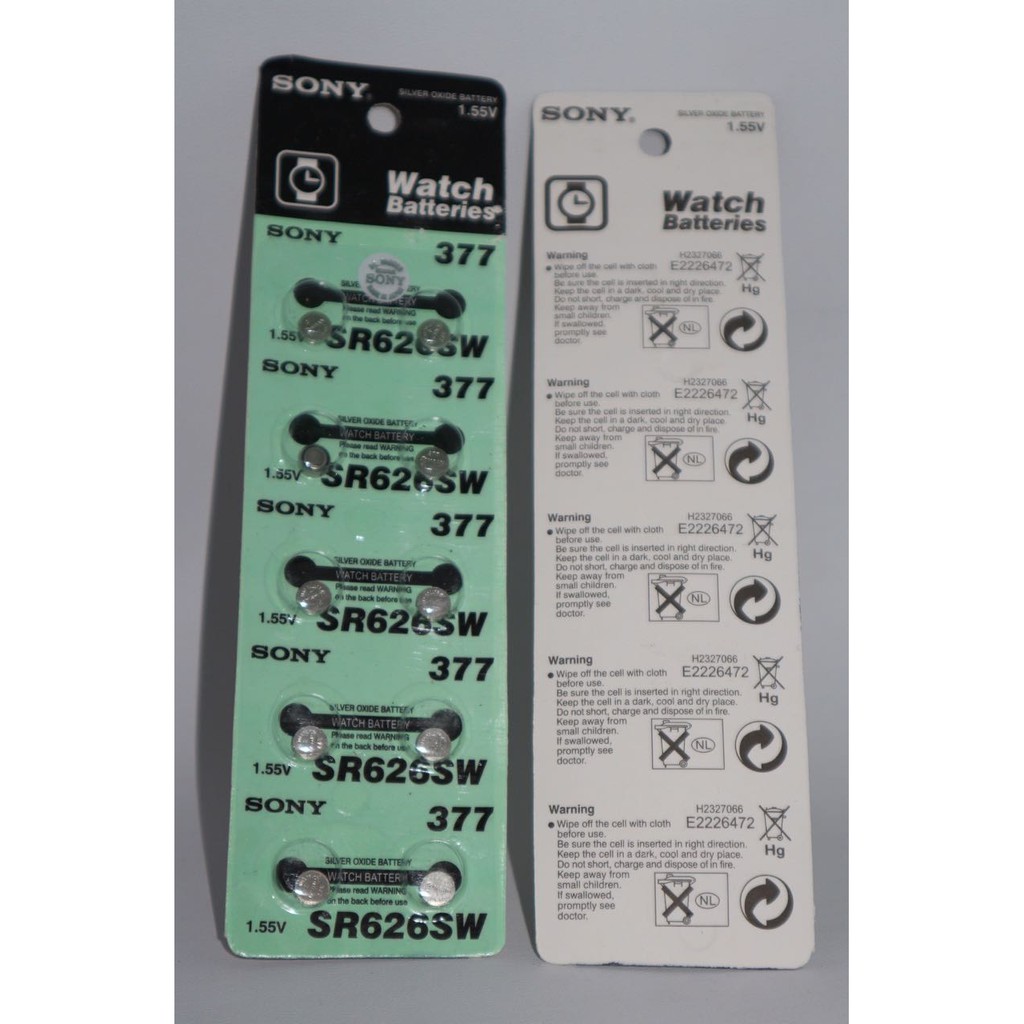 SONY
SILVER OXIDE BATTERY
1.55V
Watch
Batteries
SONY
377
SONY
WATCH BATTERY
Please read WARNING
on the back before use
1.55V
SR626SW
SONY
377
SILVER OXIDE BATTERY
WATCH BATTERY
Please read WARNING
on the back before use
1.55V
SR626SW
SONY
377
SILVER OXIDE BATTERY
WATCH BATTERY
Please read WARNING
on the back before use
1.55V
SR626SW
SONY
377
SILVER OXIDE BATTERY
WATCH BATTERY
Please read WARNING
on the back before use
1.55V
SR626SW
SONY
377
SILVER OXIDE BATTERY
WATCH BATTERY
Please read WARNING
on the back before use
1.55V
SR626SW
SONY
SILVER OXIDE BATTERY
1.55V
Watch
Batteries
Warning
H2327066
E2226472
• Wipe off the cell with cloth
before use.
Be sure the cell is inserted in right direction.
Keep the cell in a dark, cool and dry place.
Do not short, charge and dispose of in fire.
Keep away from
small children.
If swallowed,
promptly see
doctor.
Hg
NL
Warning
H2327066
E2226472
• Wipe off the cell with cloth
before use.
Be sure the cell is inserted in right direction.
Keep the cell in a dark, cool and dry place.
Do not short, charge and dispose of in fire.
Keep away from
small children.
If swallowed,
promptly see
doctor.
Hg
NL
Warning
H2327066
E2226472
• Wipe off the cell with cloth
before use.
Be sure the cell is inserted in right direction.
Keep the cell in a dark, cool and dry place.
Do not short, charge and dispose of in fire.
Keep away from
small children.
If swallowed,
promptly see
doctor.
Hg
NL
Warning
H2327066
E2226472
• Wipe off the cell with cloth
before use.
Be sure the cell is inserted in right direction.
Keep the cell in a dark, cool and dry place.
Do not short, charge and dispose of in fire.
Keep away from
small children.
If swallowed,
promptly see
doctor.
Hg
NL
Warning
H2327066
E2226472
• Wipe off the cell with cloth
before use.
Be sure the cell is inserted in right direction.
Keep the cell in a dark, cool and dry place.
Do not short, charge and dispose of in fire.
Keep away from
small children.
If swallowed,
promptly see
doctor.
Hg
NL